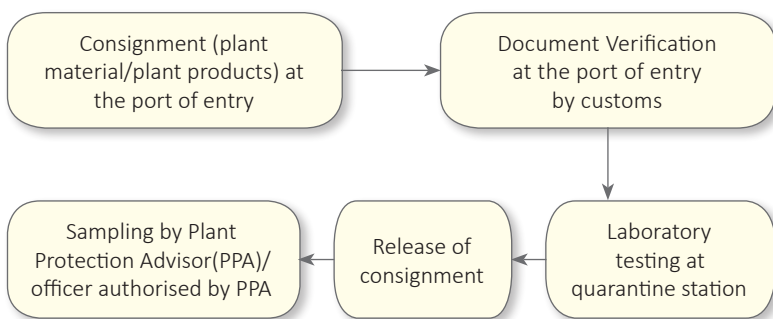 Consignment (plant
material/plant products) at
the port of entry
Document Verification
at the port of entry
by customs
Laboratory
testing at
quarantine station
Release of
consignment
Sampling by Plant
Protection Advisor(PPA)/
officer authorised by PPA